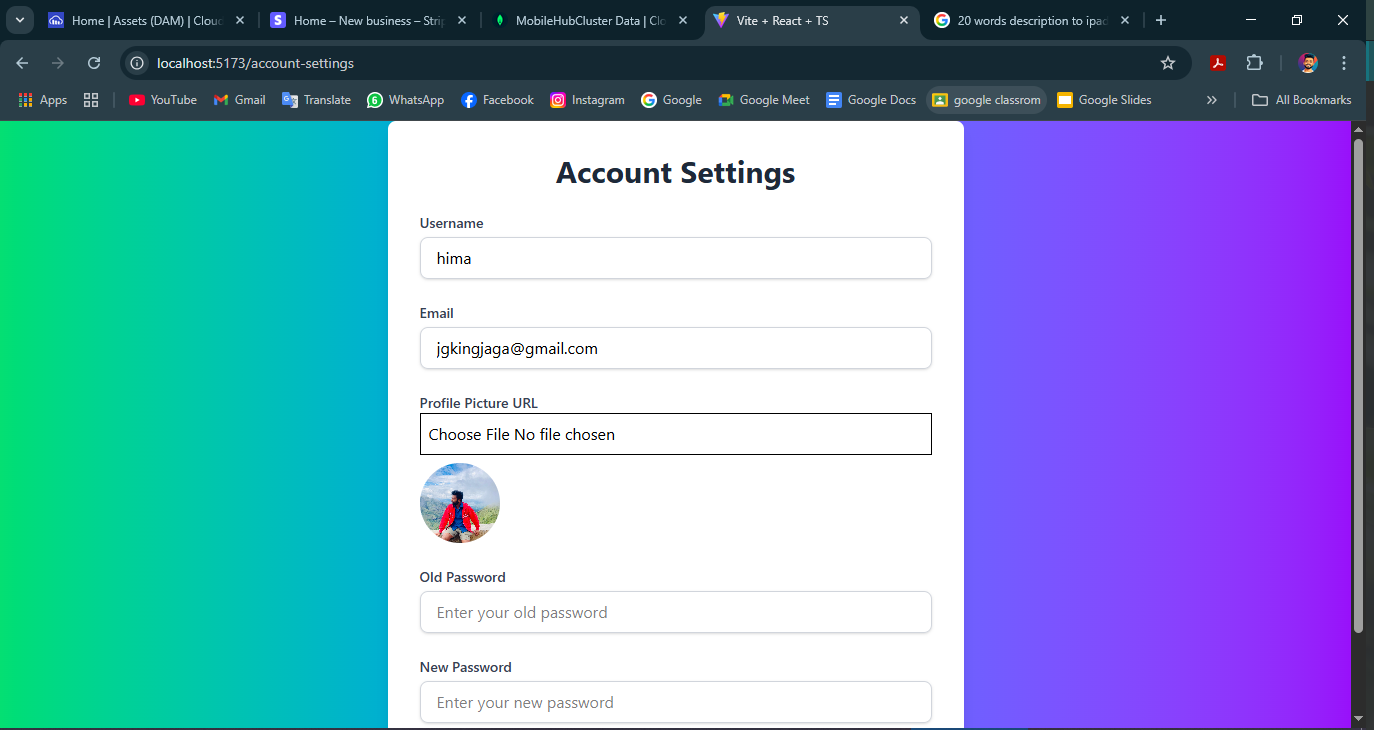 Home | Assets (DAM) | Cloud
Home – New business – Strip
MobileHubCluster Data | Clo
Vite + React + TS
20 words description to ipad
localhost:5173/account-settings
Apps
YouTube
Gmail
Translate
6
WhatsApp
Facebook
Instagram
Google
Google Meet
Google Docs
google classrom
Google Slides
All Bookmarks
Account Settings
Username
hima
Email
jgkingjaga@gmail.com
Profile Picture URL
Choose File No file chosen
Old Password
Enter your old password
New Password
Enter your new password